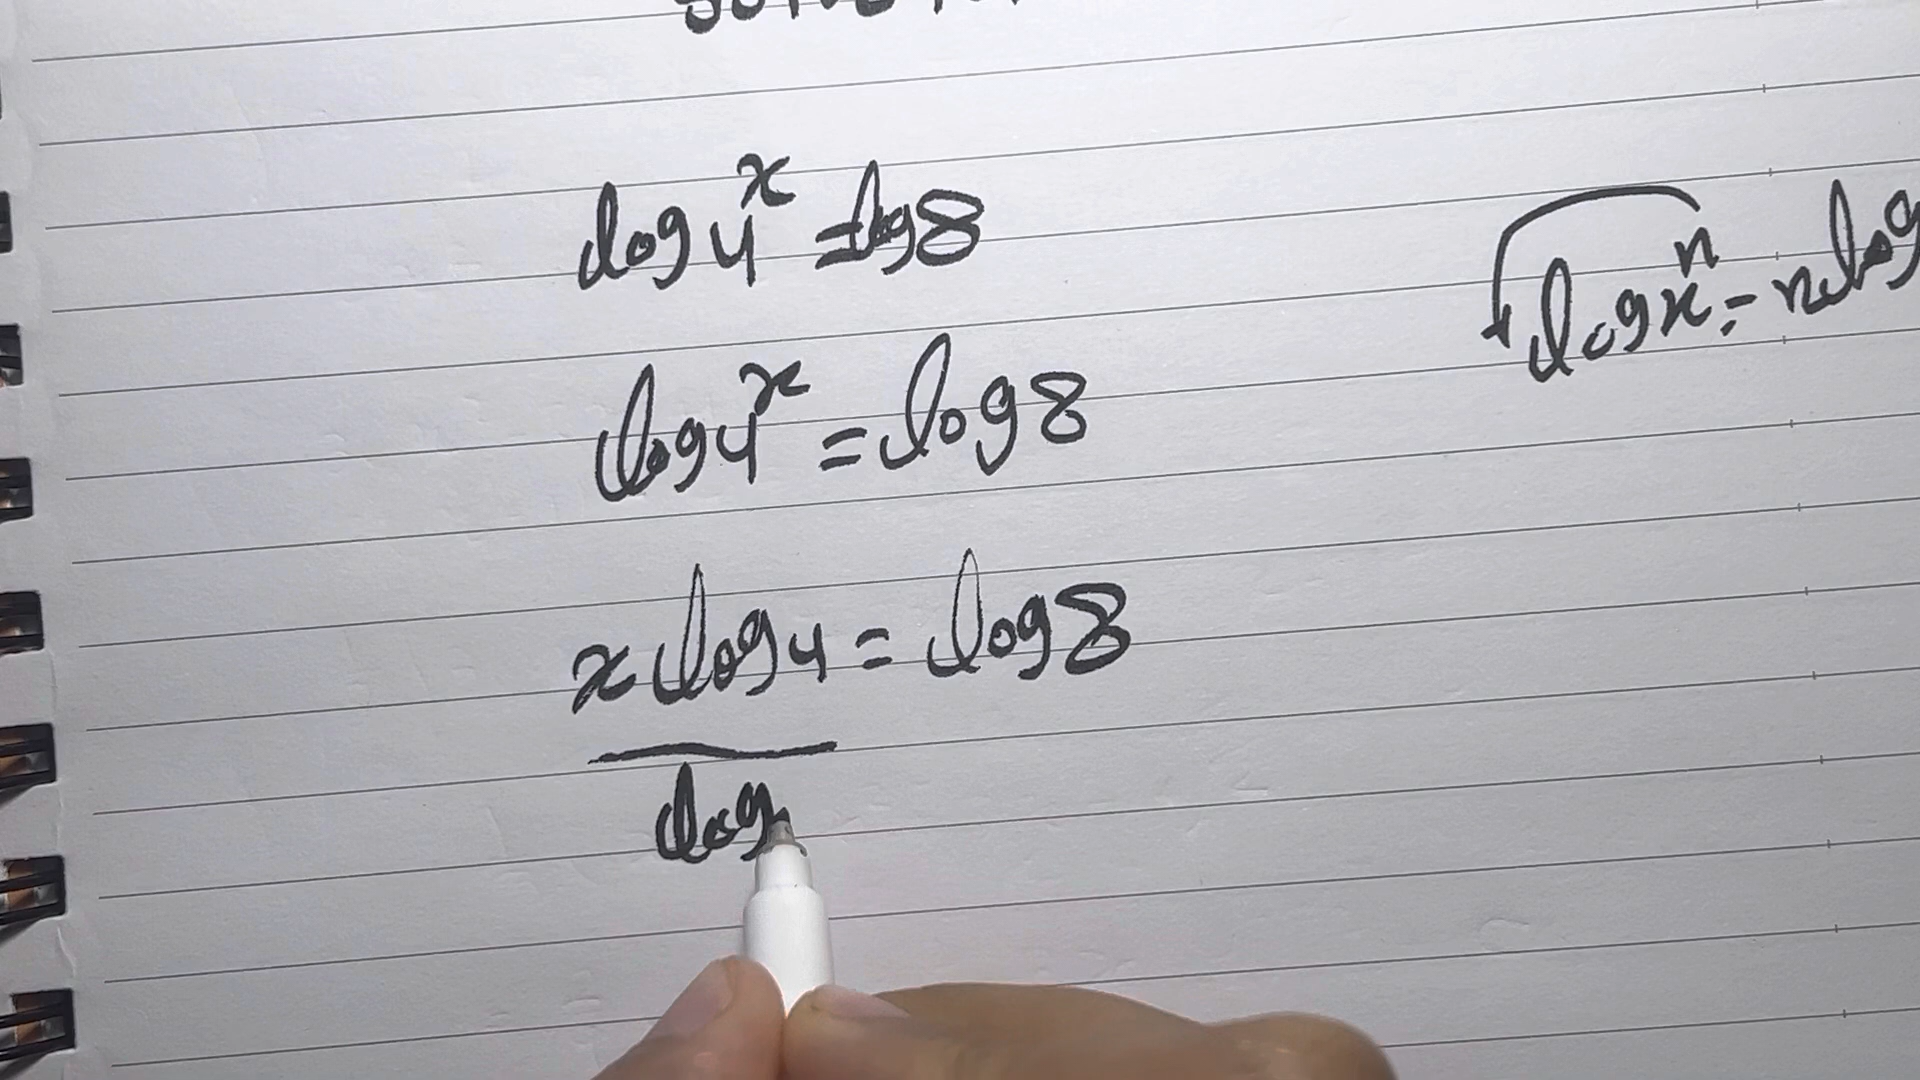 log 4^x = log 8
log x^n = n log
log 4^x = log 8
x log 4 = log 8
log